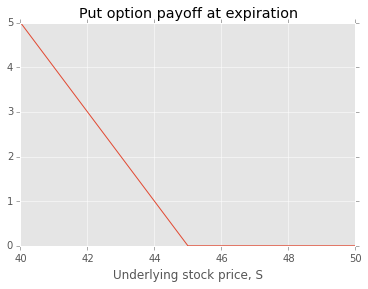 Put option payoff at expiration
5
4
3
2
1
0
40 42 44 46 48 50
Underlying stock price, S